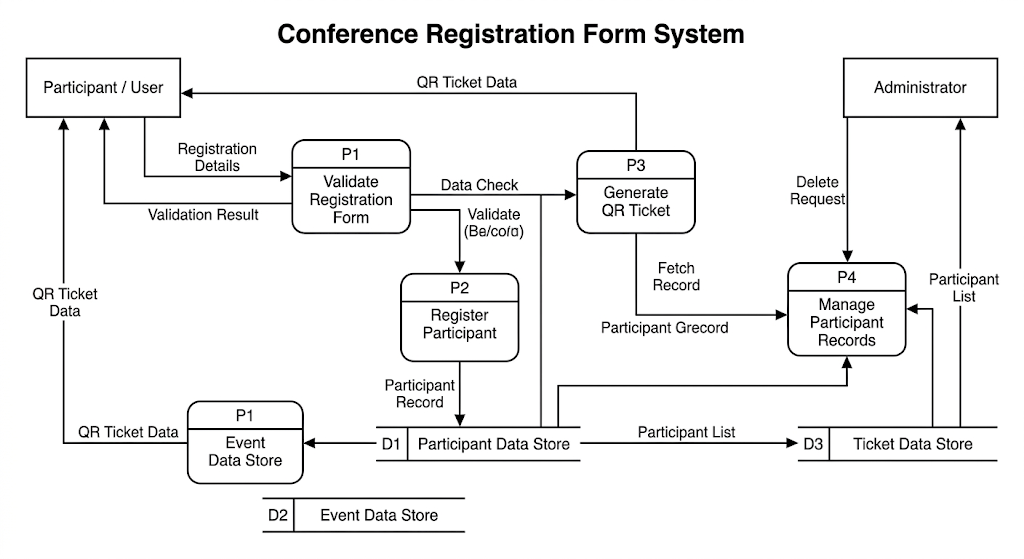 Conference Registration Form System
Participant / User
QR Ticket Data
Administrator
Registration
Details
P1
Validate
Registration
Form
Validation Result
Data Check
Validate
P3
Generate
QR Ticket
Delete
Request
P2
Register
Participant
Fetch
Record
Participant Grecord
P4
Manage
Participant
Records
Participant
List
QR Ticket
Data
Participant
Record
P1
Event
Data Store
QR Ticket Data
D1
Participant Data Store
Participant List
D3
Ticket Data Store
D2
Event Data Store